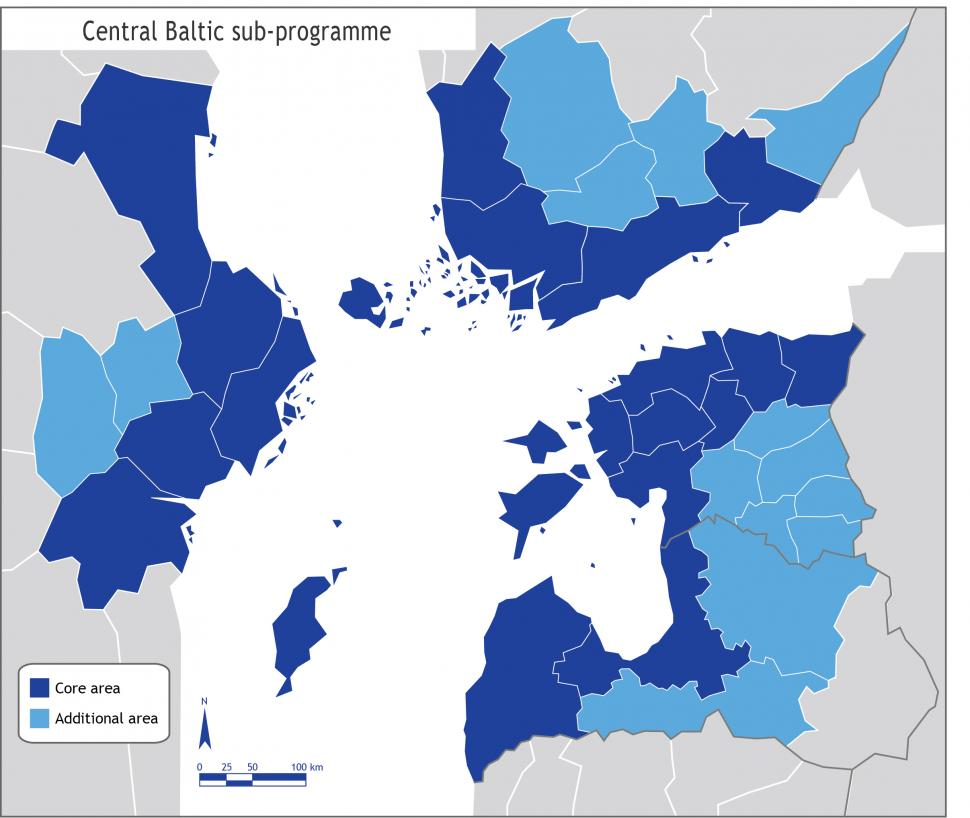 Central Baltic sub-programme
Core area
Additional area
N
0 25 50 100 km